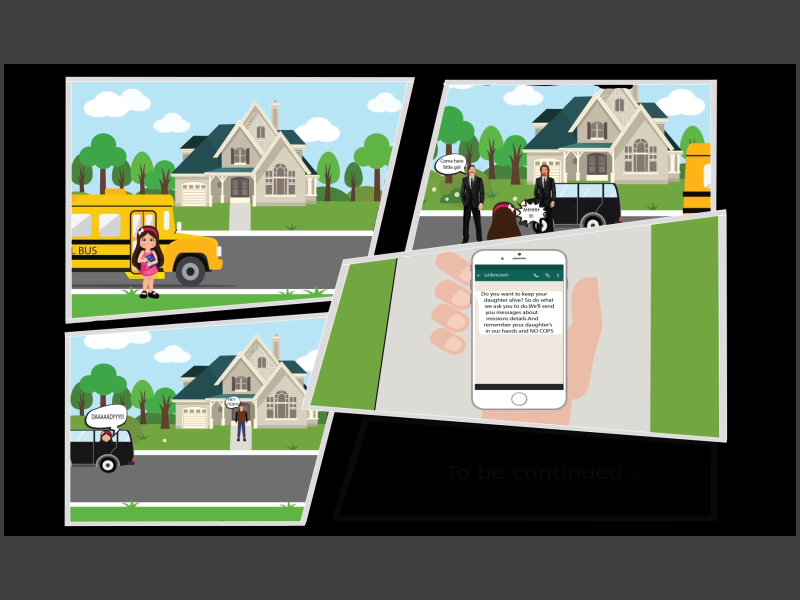 L BUS
Come here
little girl
AHHHH
!!!
DAAAAADYYY!!!
HEY
STOP!!
unknown
Do you want to keep your
daughter alive? So do what
we ask you to do.We'll send
you messages about
missions details.And
remember your daughter's
in our hands and NO COPS
To be continued...